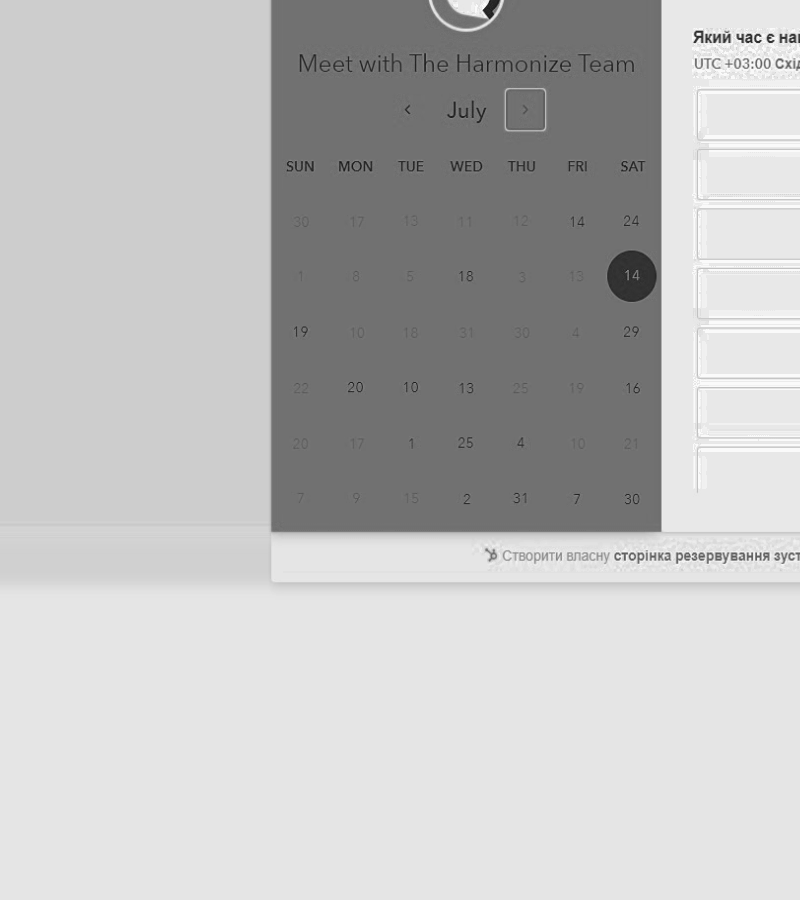 Meet with The Harmonize Team
July
SUN MON TUE WED THU FRI SAT
30 17 13 11 12 14 24
1 8 5 18 3 13 14
19 10 18 31 30 4 29
22 20 10 13 25 19 16
20 17 1 25 4 10 21
7 9 15 2 31 7 30
Який час є на
UTC +03:00 Схід
Створити власну сторінка резервування зуст